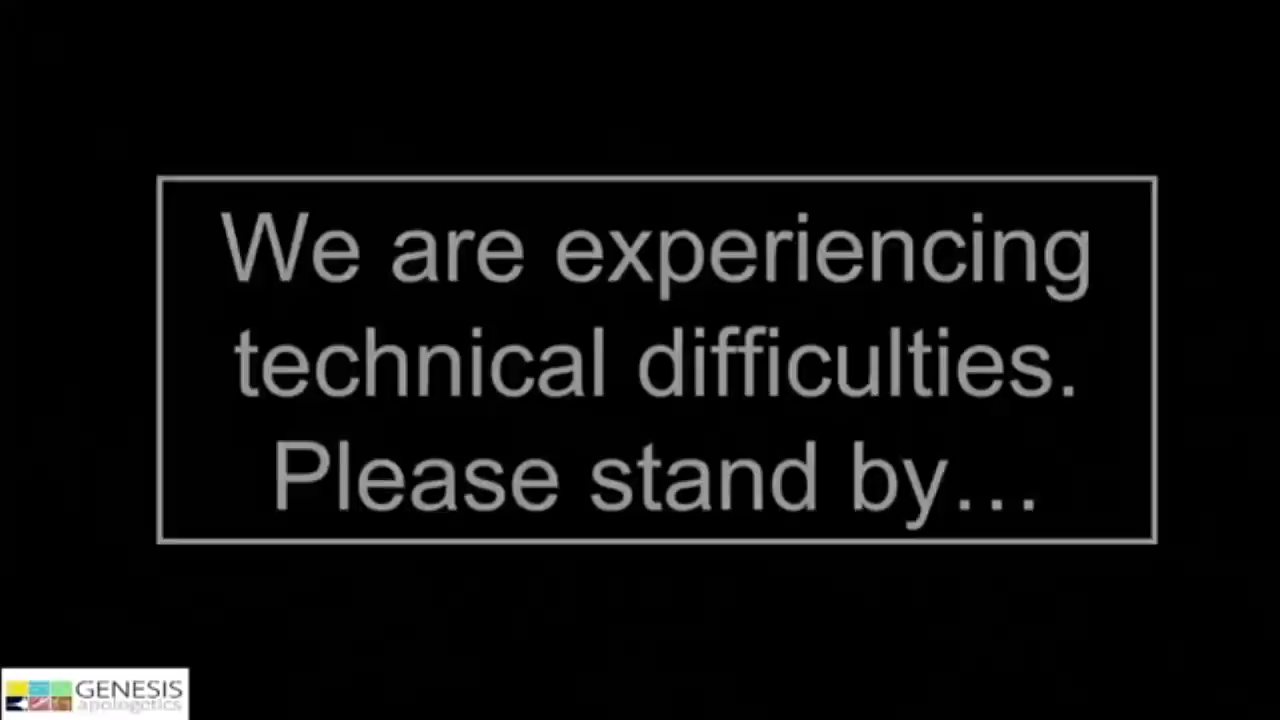 We are experiencing
technical difficulties.
Please stand by…
GENESIS
apologetics